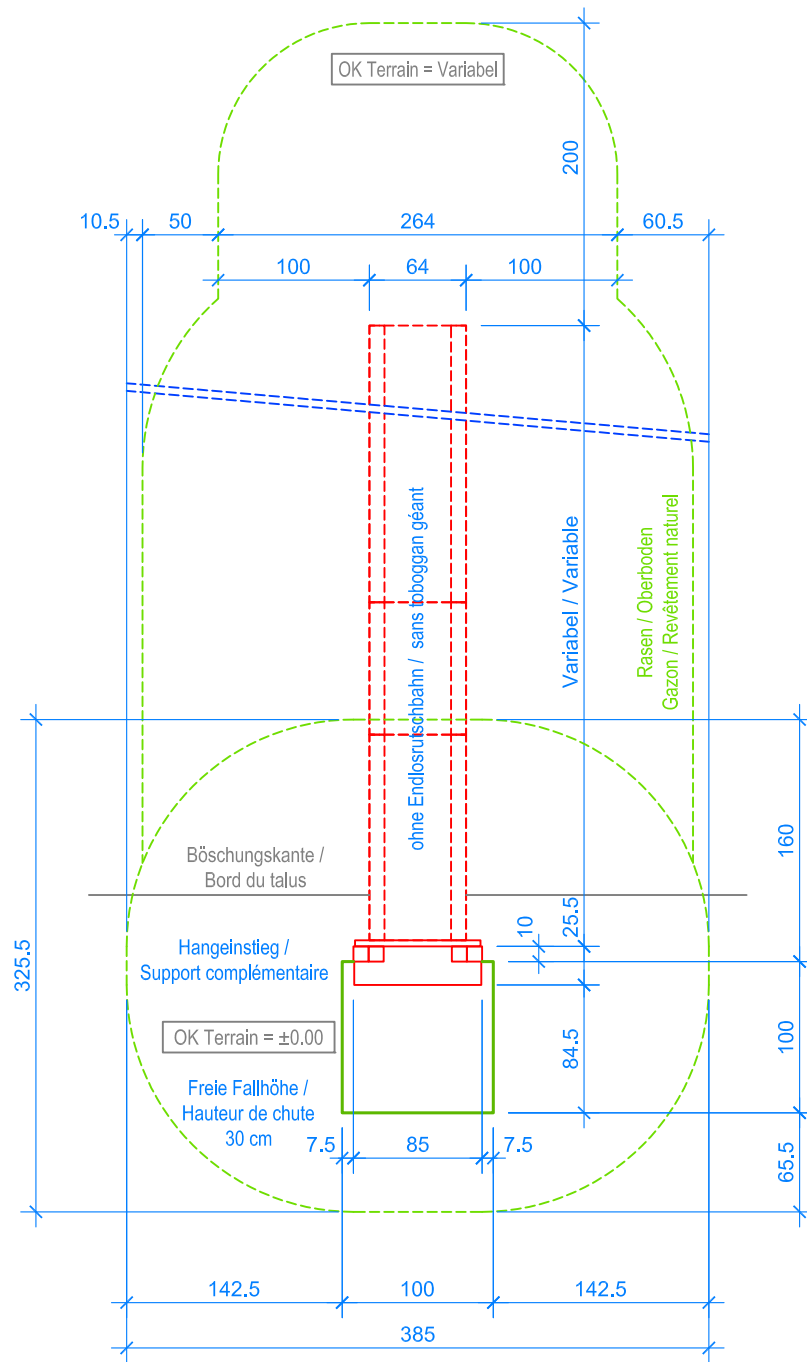 OK Terrain = Variabel
200
10.5
50
264
60.5
100
64
100
ohne Endlosrutschbahn / sans toboggan géant
Variabel / Variable
Rasen / Oberboden
Gazon / Revêtement naturel
Böschungskante /
Bord du talus
160
10
25.5
325.5
Hangeinstieg /
Support complémentaire
OK Terrain = ±0.00
84.5
100
Freie Fallhöhe /
Hauteur de chute
30 cm
7.5
85
7.5
65.5
142.5
100
142.5
385